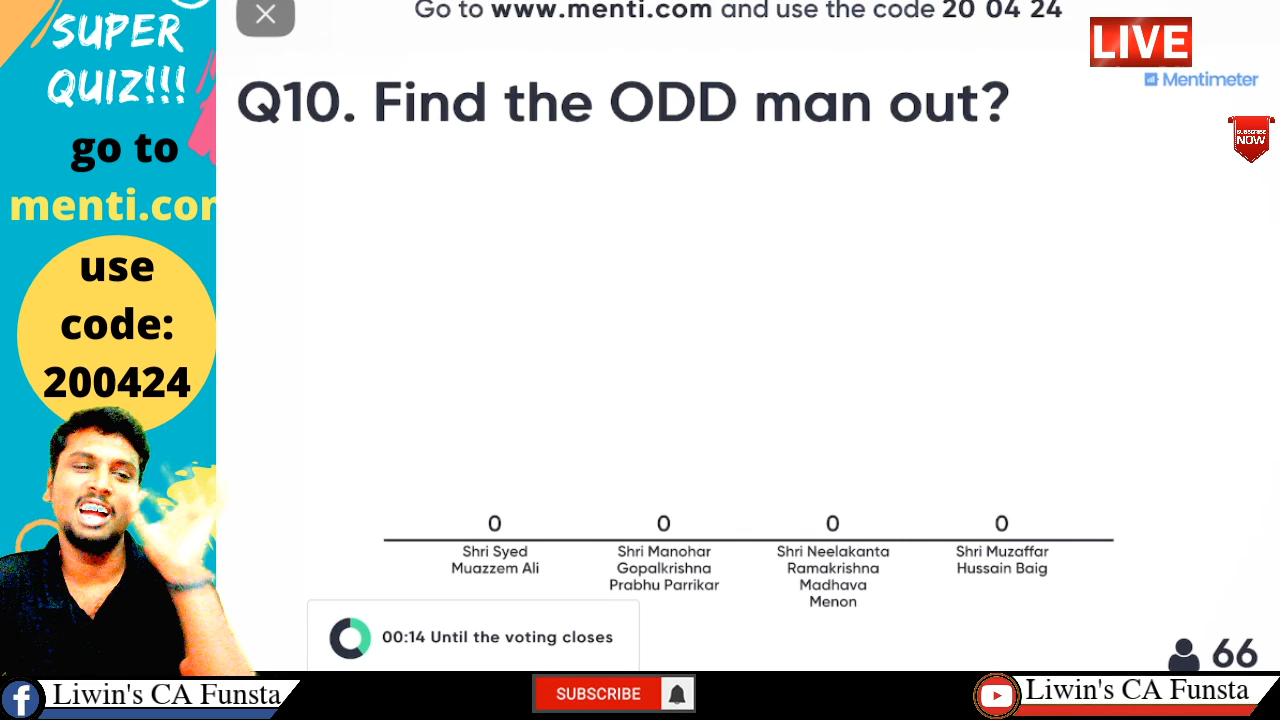 SUPER
QUIZ!!!
go to
menti.com
use
code:
200424
Go to www.menti.com and use the code 20 04 24
LIVE
Mentimeter
SUBSCRIBE
NOW
Q10. Find the ODD man out?
0
0
0
0
Shri Syed
Muazzem Ali
Shri Manohar
Gopalkrishna
Prabhu Parrikar
Shri Neelakanta
Ramakrishna
Madhava
Menon
Shri Muzaffar
Hussain Baig
00:14 Until the voting closes
66
Liwin's CA Funsta
SUBSCRIBE
Liwin's CA Funsta